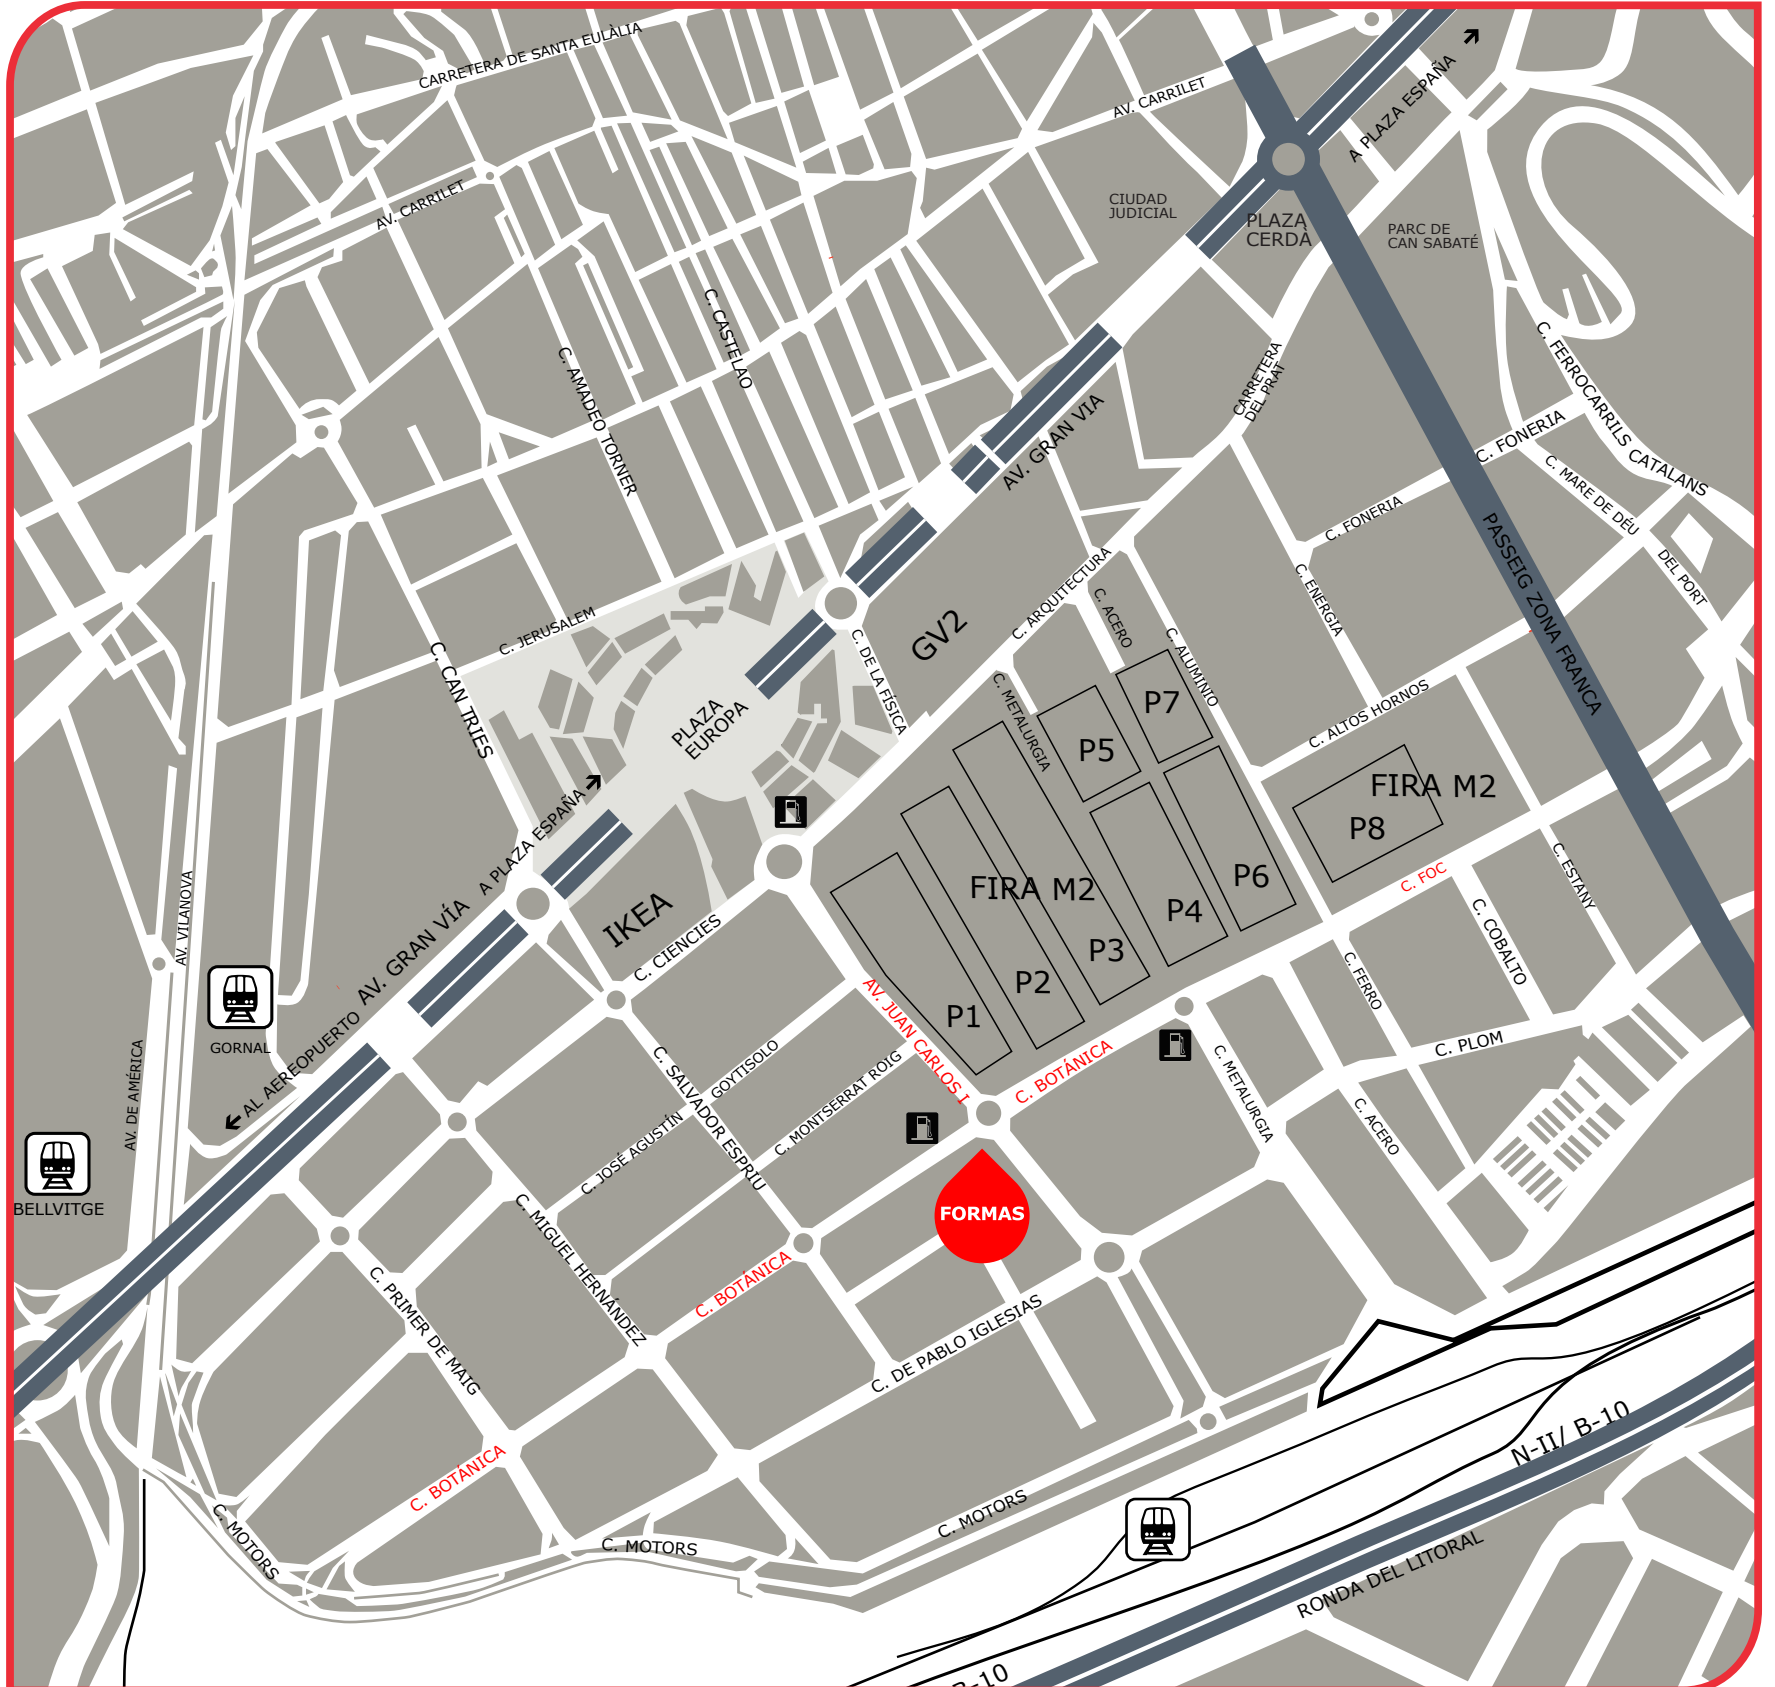 CARRETERA DE SANTA EULÀLIA
AV. CARRILET
A PLAZA ESPAÑA
AV. CARRILET
CIUDAD
JUDICIAL
PLAZA
CERDÀ
PARC DE
CAN SABATÉ
C. CASTELAO
C. AMADEO TORNER
CARRETERA
DEL PRAT
C. FERROCARRILS CATALANS
AV. GRAN VIA
C. FONERIA
C. MARE DE DÉU
DEL PORT
C. FONERIA
PASSEIG ZONA FRANCA
C. ENERGIA
C. ARQUITECTURA
C. ACERO
C. ALUMINIO
C. JERUSALEM
GV2
C. DE LA FÍSICA
C. CAN TRIES
C. METALURGIA
P7
P5
PLAZA
EUROPA
C. ALTOS HORNOS
FIRA M2
P8
A PLAZA ESPAÑA
FIRA M2
P6
P4
P3
P2
P1
C. FOC
C. ESTANY
C. COBALTO
C. FERRO
AV. VILANOVA
AV. GRAN VÍA
IKEA
C. CIENCIES
AV. JUAN CARLOS I
GORNAL
AL AEREOPUERTO
AV. DE AMÉRICA
C. SALVADOR ESPRIU
C. JOSÉ AGUSTÍN GOYTISOLO
C. MONTSERRAT ROIG
C. BOTÁNICA
C. METALURGIA
C. PLOM
C. ACERO
BELLVITGE
FORMAS
C. MIGUEL HERNÁNDEZ
C. BOTÁNICA
C. PRIMER DE MAIG
C. DE PABLO IGLESIAS
C. BOTÁNICA
C. MOTORS
C. MOTORS
C. MOTORS
N-II/ B-10
RONDA DEL LITORAL
B-10